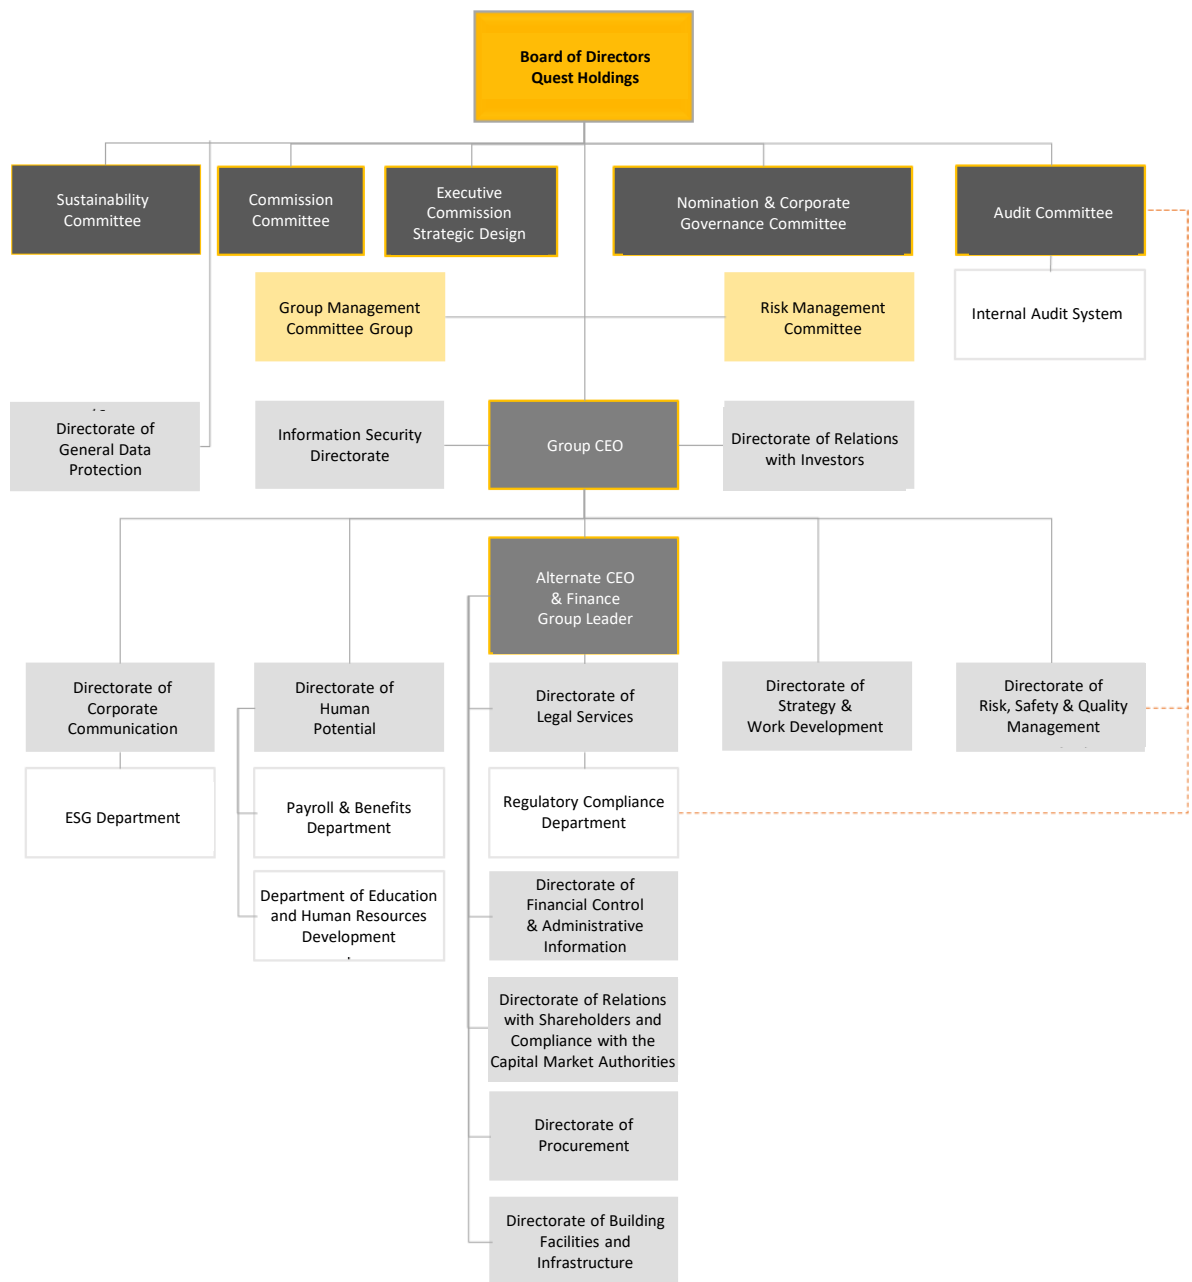 Board of Directors
Quest Holdings
Sustainability
Committee
Commission
Committee
Executive
Commission
Strategic Design
Nomination & Corporate
Governance Committee
Audit Committee
Group Management
Committee Group
Risk Management
Committee
Internal Audit System
Directorate of
General Data
Protection
Information Security
Directorate
Group CEO
Directorate of Relations
with Investors
Alternate CEO
& Finance
Group Leader
Directorate of
Corporate
Communication
Directorate of
Human
Potential
Directorate of
Legal Services
Directorate of
Strategy &
Work Development
Directorate of
Risk, Safety & Quality
Management
ESG Department
Payroll & Benefits
Department
Regulatory Compliance
Department
Department of Education
and Human Resources
Development
Directorate of
Financial Control
& Administrative
Information
Directorate of Relations
with Shareholders and
Compliance with the
Capital Market Authorities
Directorate of
Procurement
Directorate of Building
Facilities and
Infrastructure